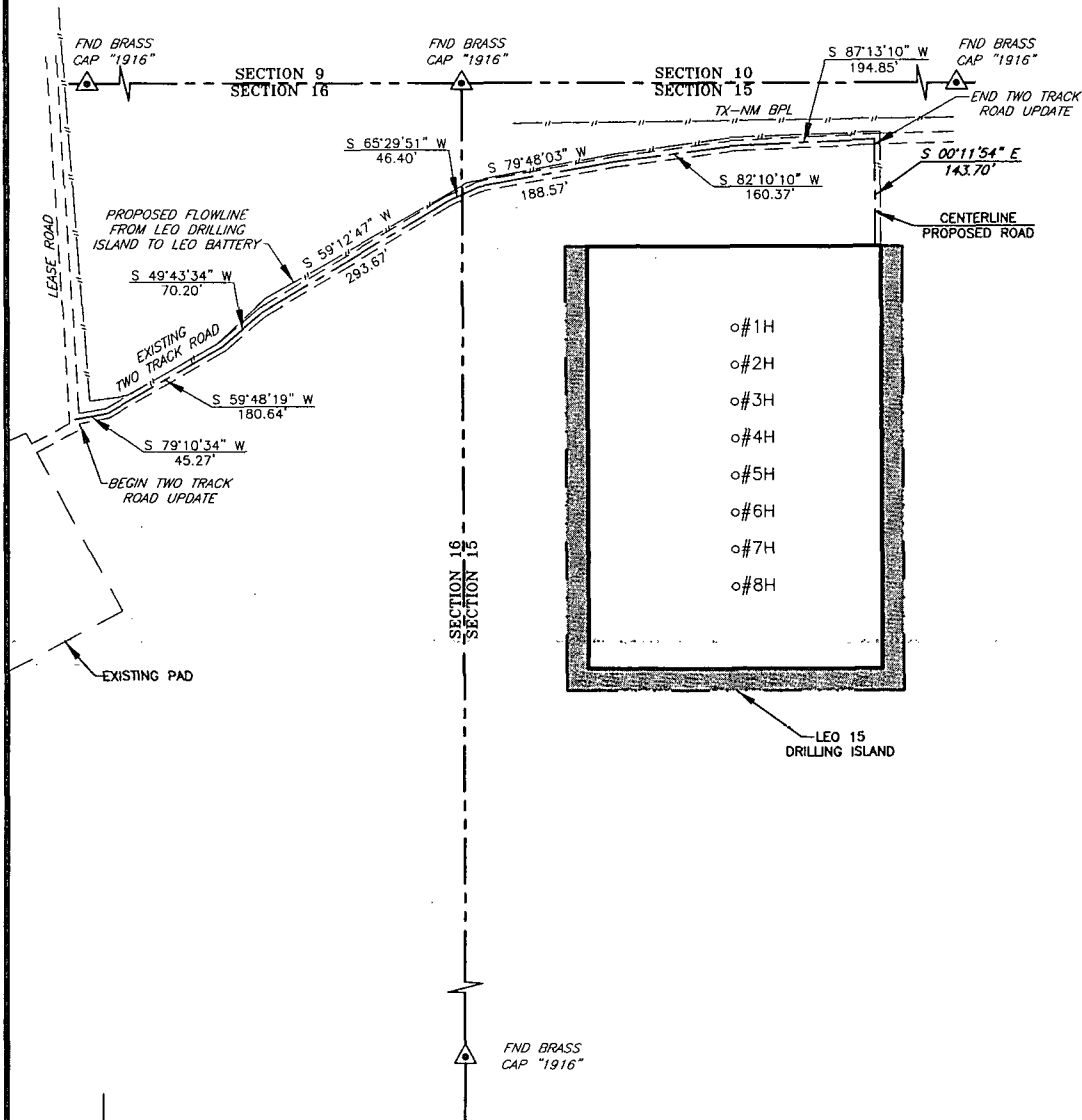 FND BRASS
CAP "1916"
FND BRASS
CAP "1916"
FND BRASS
CAP "1916"
SECTION 9
SECTION 16
SECTION 10
SECTION 15
S 87°13'10" W
194.85'
TX-NM BPL
END TWO TRACK
ROAD UPDATE
S 65°29'51" W
46.40'
S 79°48'03" W
188.57'
S 82°10'10" W
160.37'
S 00°11'54" E
143.70'
CENTERLINE
PROPOSED ROAD
PROPOSED FLOWLINE
FROM LEO DRILLING
ISLAND TO LEO BATTERY
S 59°12'47" W
293.67'
LEASE ROAD
S 49°43'34" W
70.20'
EXISTING
TWO TRACK ROAD
S 59°48'19" W
180.64'
S 79°10'34" W
45.27'
BEGIN TWO TRACK
ROAD UPDATE
#1H
#2H
#3H
#4H
#5H
#6H
#7H
#8H
SECTION 16
SECTION 15
EXISTING PAD
LEO 15
DRILLING ISLAND
FND BRASS
CAP "1916"